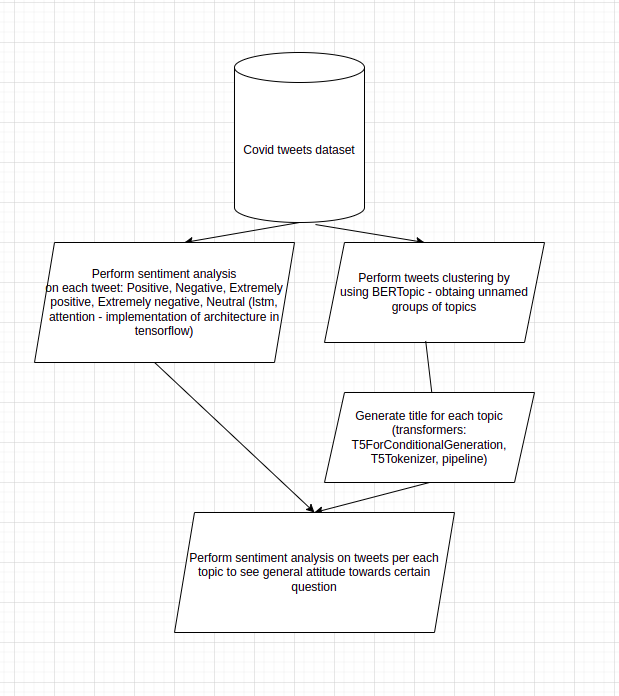 Covid tweets dataset
Perform sentiment analysis
on each tweet: Positive, Negative, Extremely
positive, Extremely negative, Neutral (lstm,
attention - implementation of architecture in
tensorflow)
Perform tweets clustering by
using BERTopic - obtaing unnamed
groups of topics
Generate title for each topic
(transformers:
T5ForConditionalGeneration,
T5Tokenizer, pipeline)
Perform sentiment analysis on tweets per each
topic to see general attitude towards certain
question